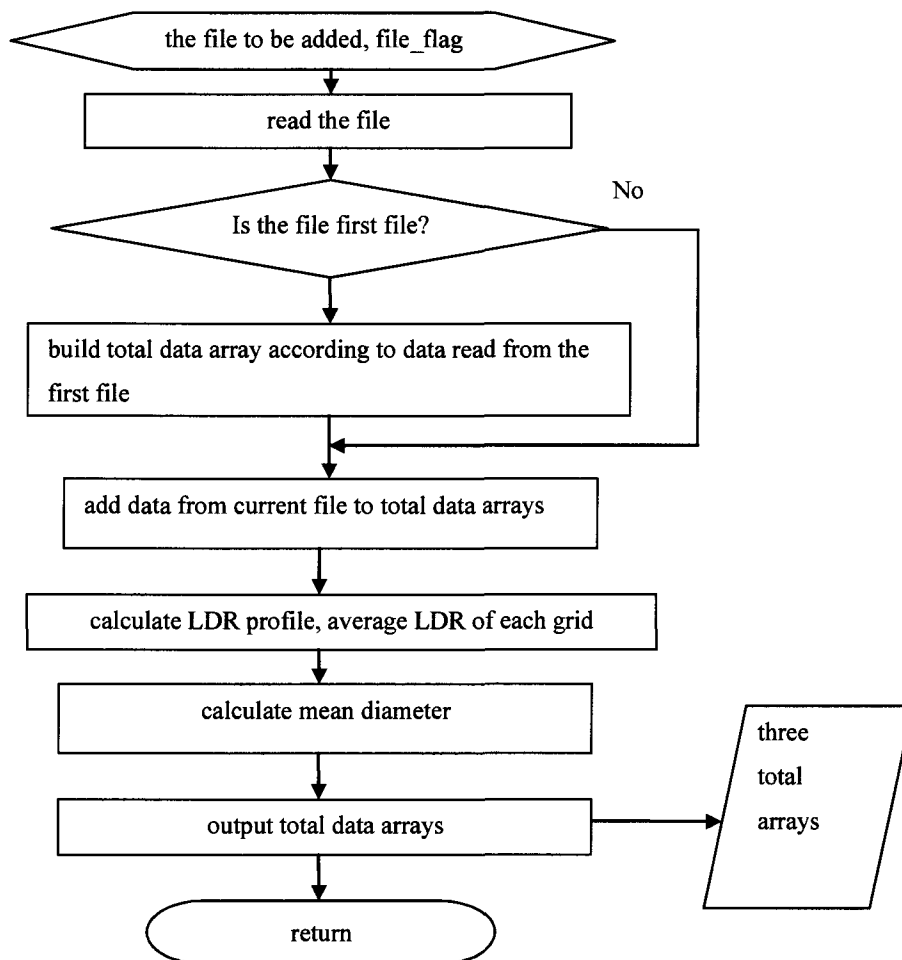 the file to be added, file_flag
read the file
No
Is the file first file?
build total data array according to data read from the
first file
add data from current file to total data arrays
calculate LDR profile, average LDR of each grid
calculate mean diameter
three
total
arrays
output total data arrays
return